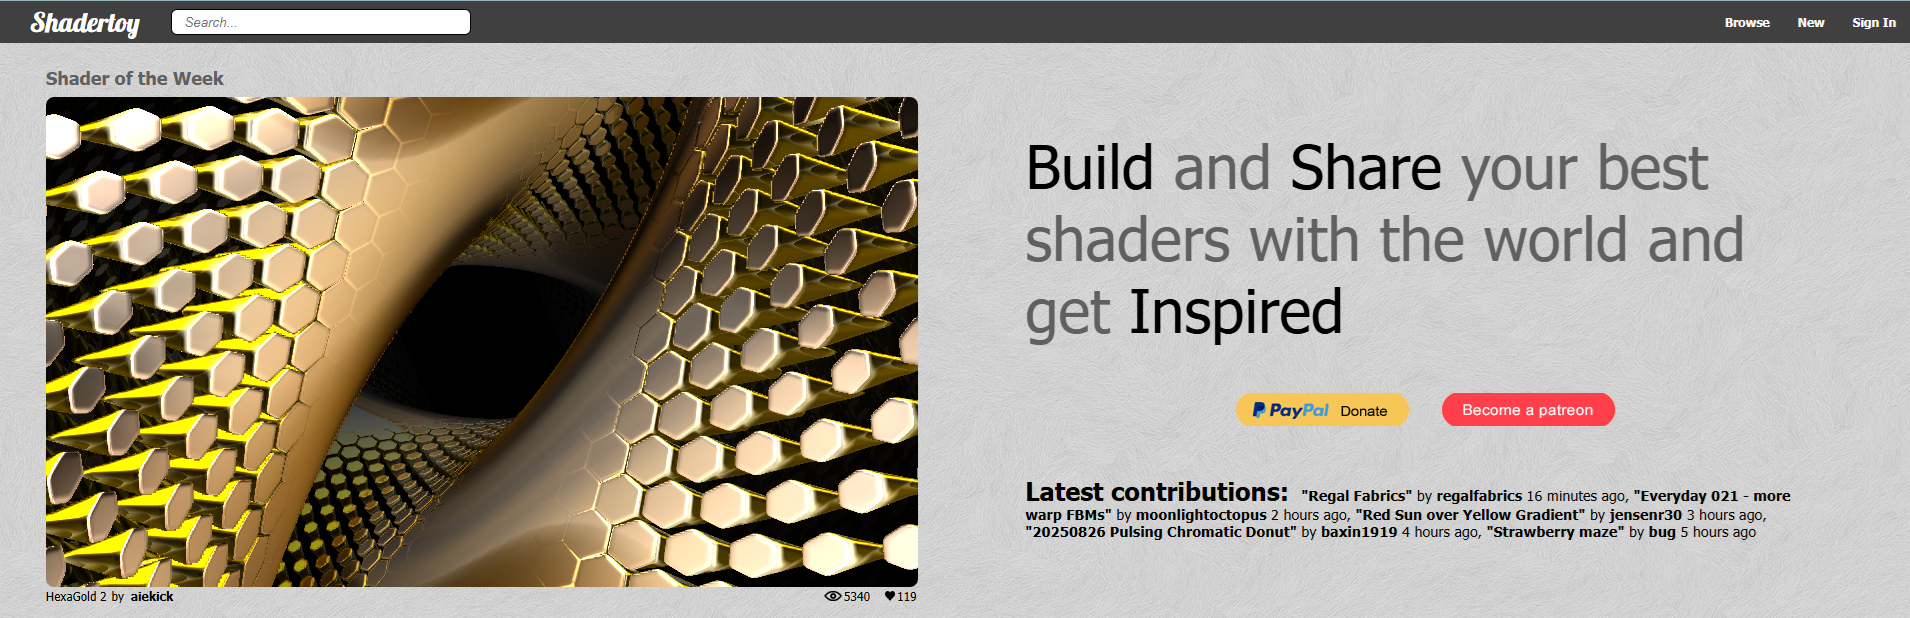 Shadertoy Search... Browse New Sign In
Shader of the Week
Build and Share your best
shaders with the world and
get Inspired
PayPal Donate Become a patreon
Latest contributions: "Regal Fabrics" by regalfabrics 16 minutes ago, "Everyday 021 - more
warp FBMs" by moonlightoctopus 2 hours ago, "Red Sun over Yellow Gradient" by jensenr30 3 hours ago,
"20250826 Pulsing Chromatic Donut" by baxin1919 4 hours ago, "Strawberry maze" by bug 5 hours ago
HexaGold 2 by aiekick 5340 119